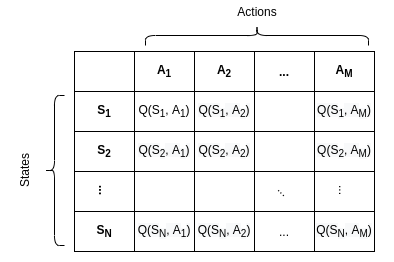 Actions
A1 A2 ... AM
S1 Q(S1, A1) Q(S1, A2) Q(S1, AM)
States
S2 Q(S2, A1) Q(S2, A2) Q(S2, AM)
⋮ ⋱ ⋮
SN Q(SN, A1) Q(SN, A2) ... Q(SN, AM)